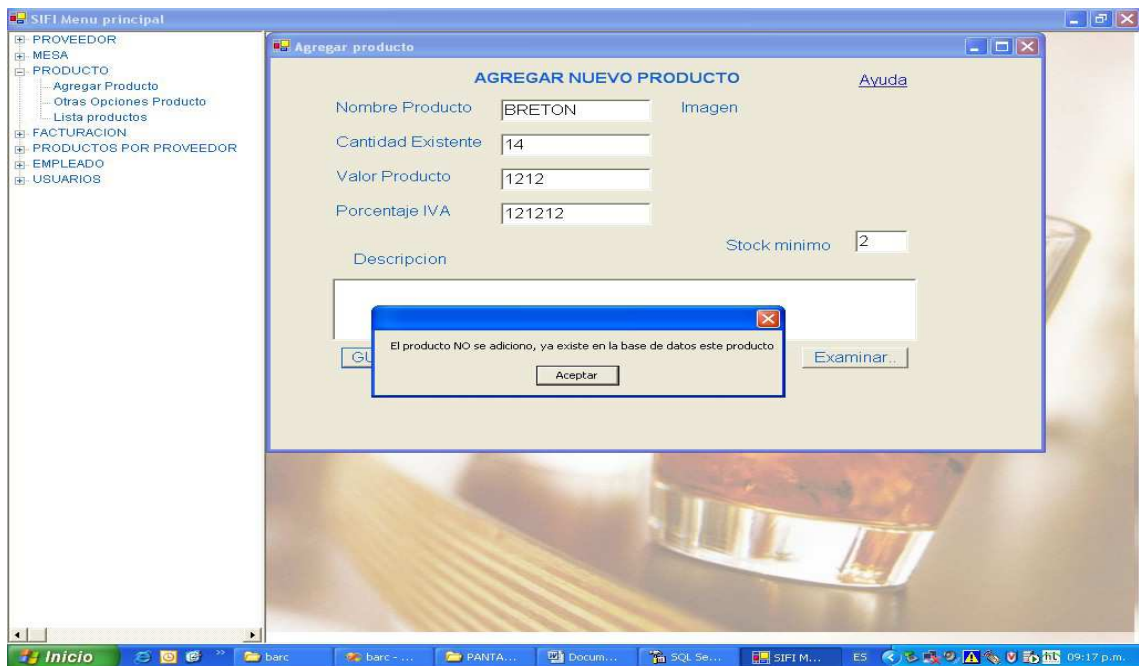 SIFI Menu principal
PROVEEDOR
MESA
PRODUCTO
Agregar Producto
Otras Opciones Producto
Lista productos
FACTURACION
PRODUCTOS POR PROVEEDOR
EMPLEADO
USUARIOS
Agregar producto
AGREGAR NUEVO PRODUCTO
Ayuda
Nombre Producto BRETON Imagen
Cantidad Existente 14
Valor Producto 1212
Porcentaje IVA 121212
Stock minimo 2
Descripcion
El producto NO se adiciono, ya existe en la base de datos este producto
Aceptar
GU
Examinar..
Inicio barc barc - ... PANTA... Docum... SQL Se... SIFI M... ES 09:17 p.m.